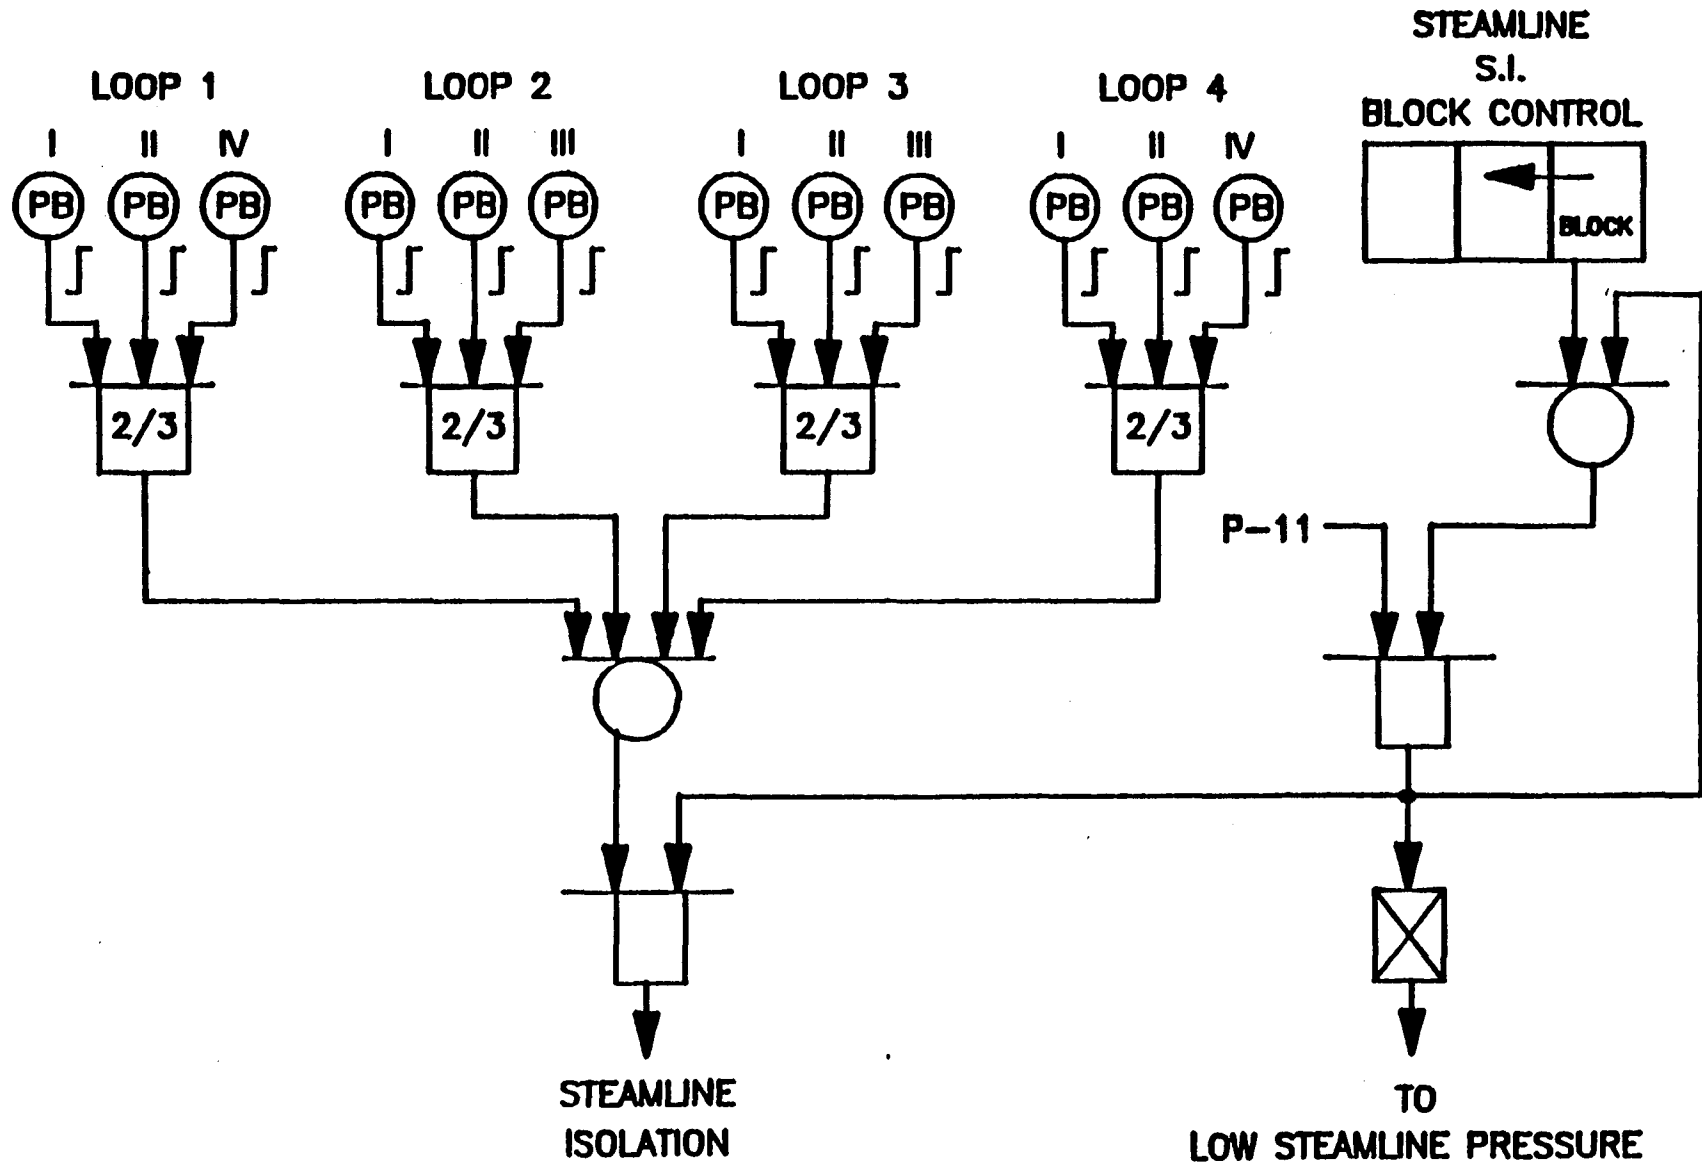 STEAMLINE
S.I.
BLOCK CONTROL
LOOP 1 LOOP 2 LOOP 3 LOOP 4
I II IV I II III I II III I II IV
PB PB PB PB PB PB PB PB PB PB PB PB
BLOCK
2/3 2/3 2/3 2/3
P-11
STEAMLINE
ISOLATION
TO
LOW STEAMLINE PRESSURE